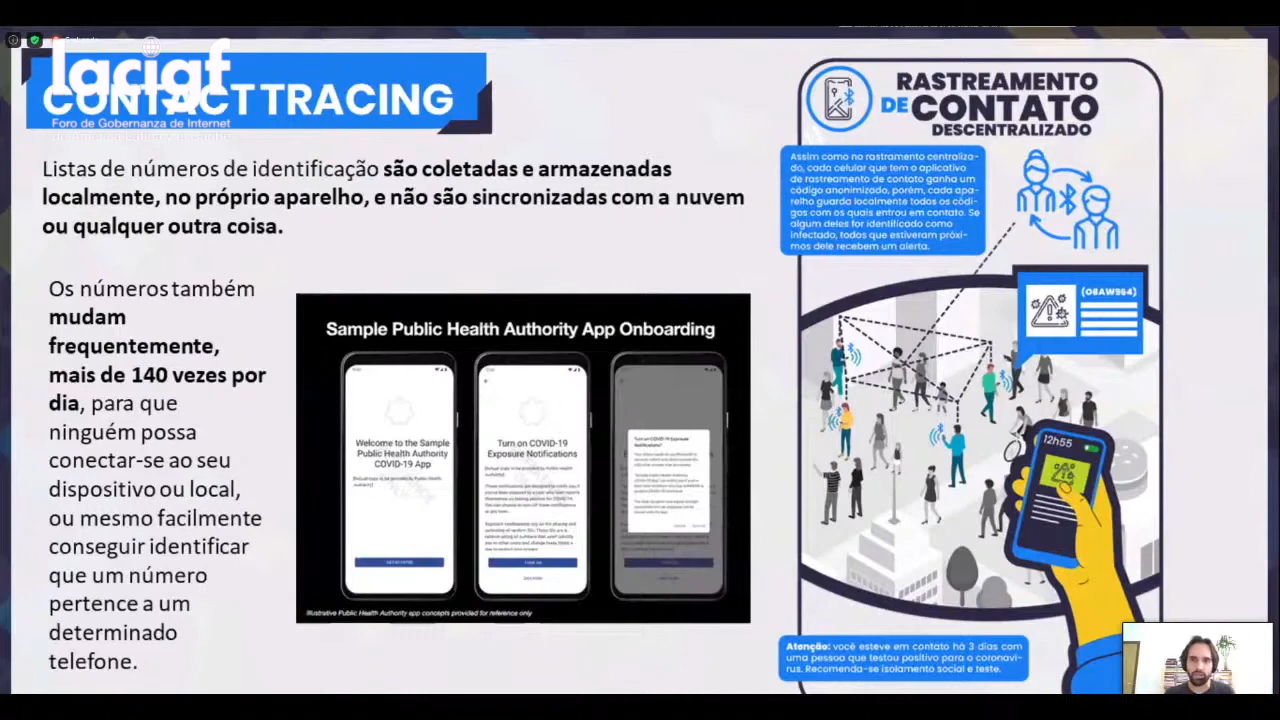 lacigf
CONTACT TRACING
Foro de Gobernanza de Internet
Listas de números de identificação são coletadas e armazenadas
localmente, no próprio aparelho, e não são sincronizadas com a nuvem
ou qualquer outra coisa.
Os números também
mudam
frequentemente,
mais de 140 vezes por
dia, para que
ninguém possa
conectar-se ao seu
dispositivo ou local,
ou mesmo facilmente
conseguir identificar
que um número
pertence a um
determinado
telefone.
Sample Public Health Authority App Onboarding
Welcome to the Sample
Public Health Authority
COVID-19 App
Turn on COVID-19
Exposure Notifications
Turn on COVID-19 Exposure
Notifications?
Illustrative Public Health Authority app concepts provided for reference only
RASTREAMENTO
DE CONTATO
DESCENTRALIZADO
Assim como no rastramento centraliza-
do, cada celular que tem o aplicativo
de rastreamento de contato ganha um
código anonimizado, porém, cada apa-
relho guarda localmente todos os códi-
gos com os quais entrou em contato. Se
algum deles for identificado como
infectado, todos que estiveram próxi-
mos dele recebem um alerta.
(O8AW964)
12h55
Atenção: você esteve em contato há 3 dias com
uma pessoa que testou positivo para o coronaví-
rus. Recomenda-se isolamento social e teste.